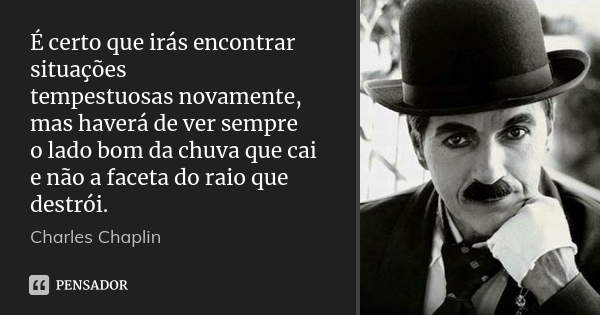 É certo que irás encontrar
situações
tempestuosas novamente,
mas haverá de ver sempre
o lado bom da chuva que cai
e não a faceta do raio que
destrói.
Charles Chaplin
PENSADOR